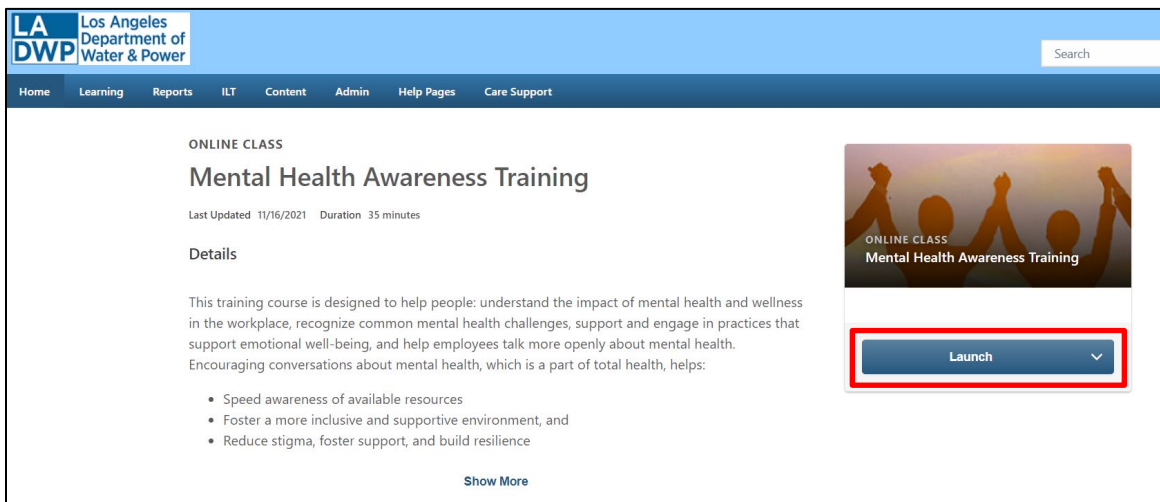 LA
DWP
Los Angeles
Department of
Water & Power
Search
Home Learning Reports ILT Content Admin Help Pages Care Support
ONLINE CLASS
Mental Health Awareness Training
Last Updated 11/16/2021 Duration 35 minutes
Details
This training course is designed to help people: understand the impact of mental health and wellness
in the workplace, recognize common mental health challenges, support and engage in practices that
support emotional well-being, and help employees talk more openly about mental health.
Encouraging conversations about mental health, which is a part of total health, helps:
• Speed awareness of available resources
• Foster a more inclusive and supportive environment, and
• Reduce stigma, foster support, and build resilience
Show More
ONLINE CLASS
Mental Health Awareness Training
Launch